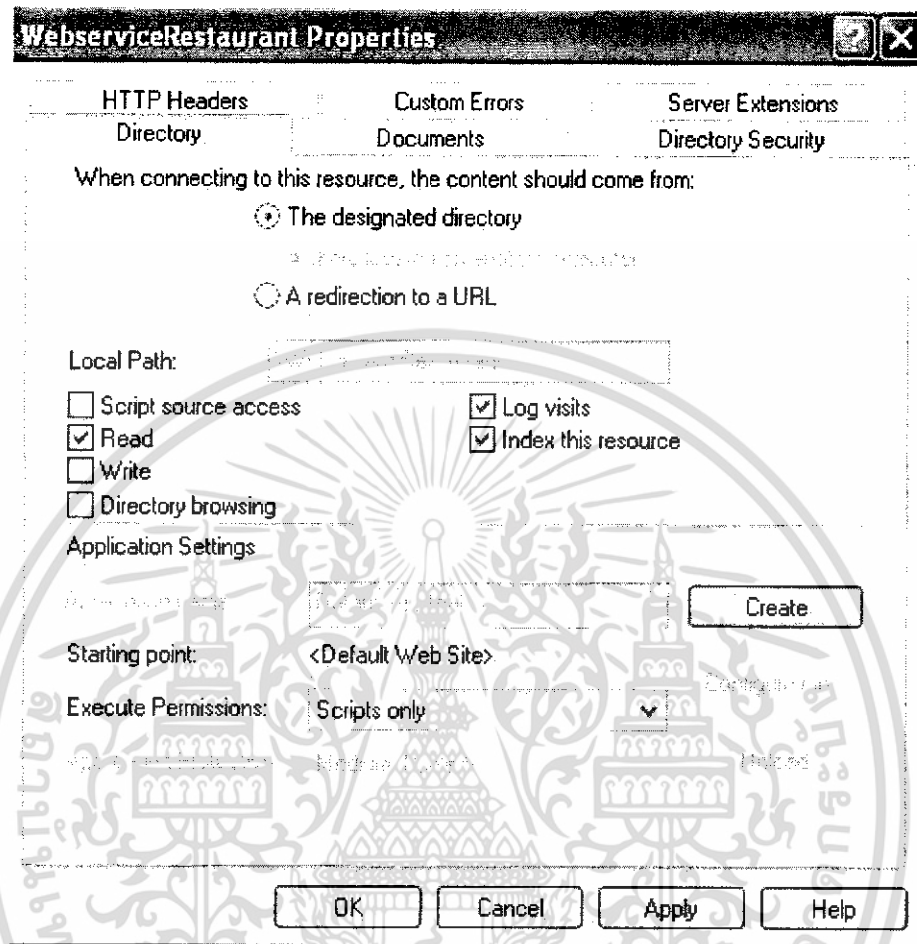 WebserviceRestaurant Properties
HTTP Headers Custom Errors Server Extensions
Directory Documents Directory Security
When connecting to this resource, the content should come from:
The designated directory
A redirection to a URL
Local Path:
Script source access Log visits
Read Index this resource
Write
Directory browsing
Application Settings
Create
Starting point: <Default Web Site>
Execute Permissions: Scripts only
OK Cancel Apply Help